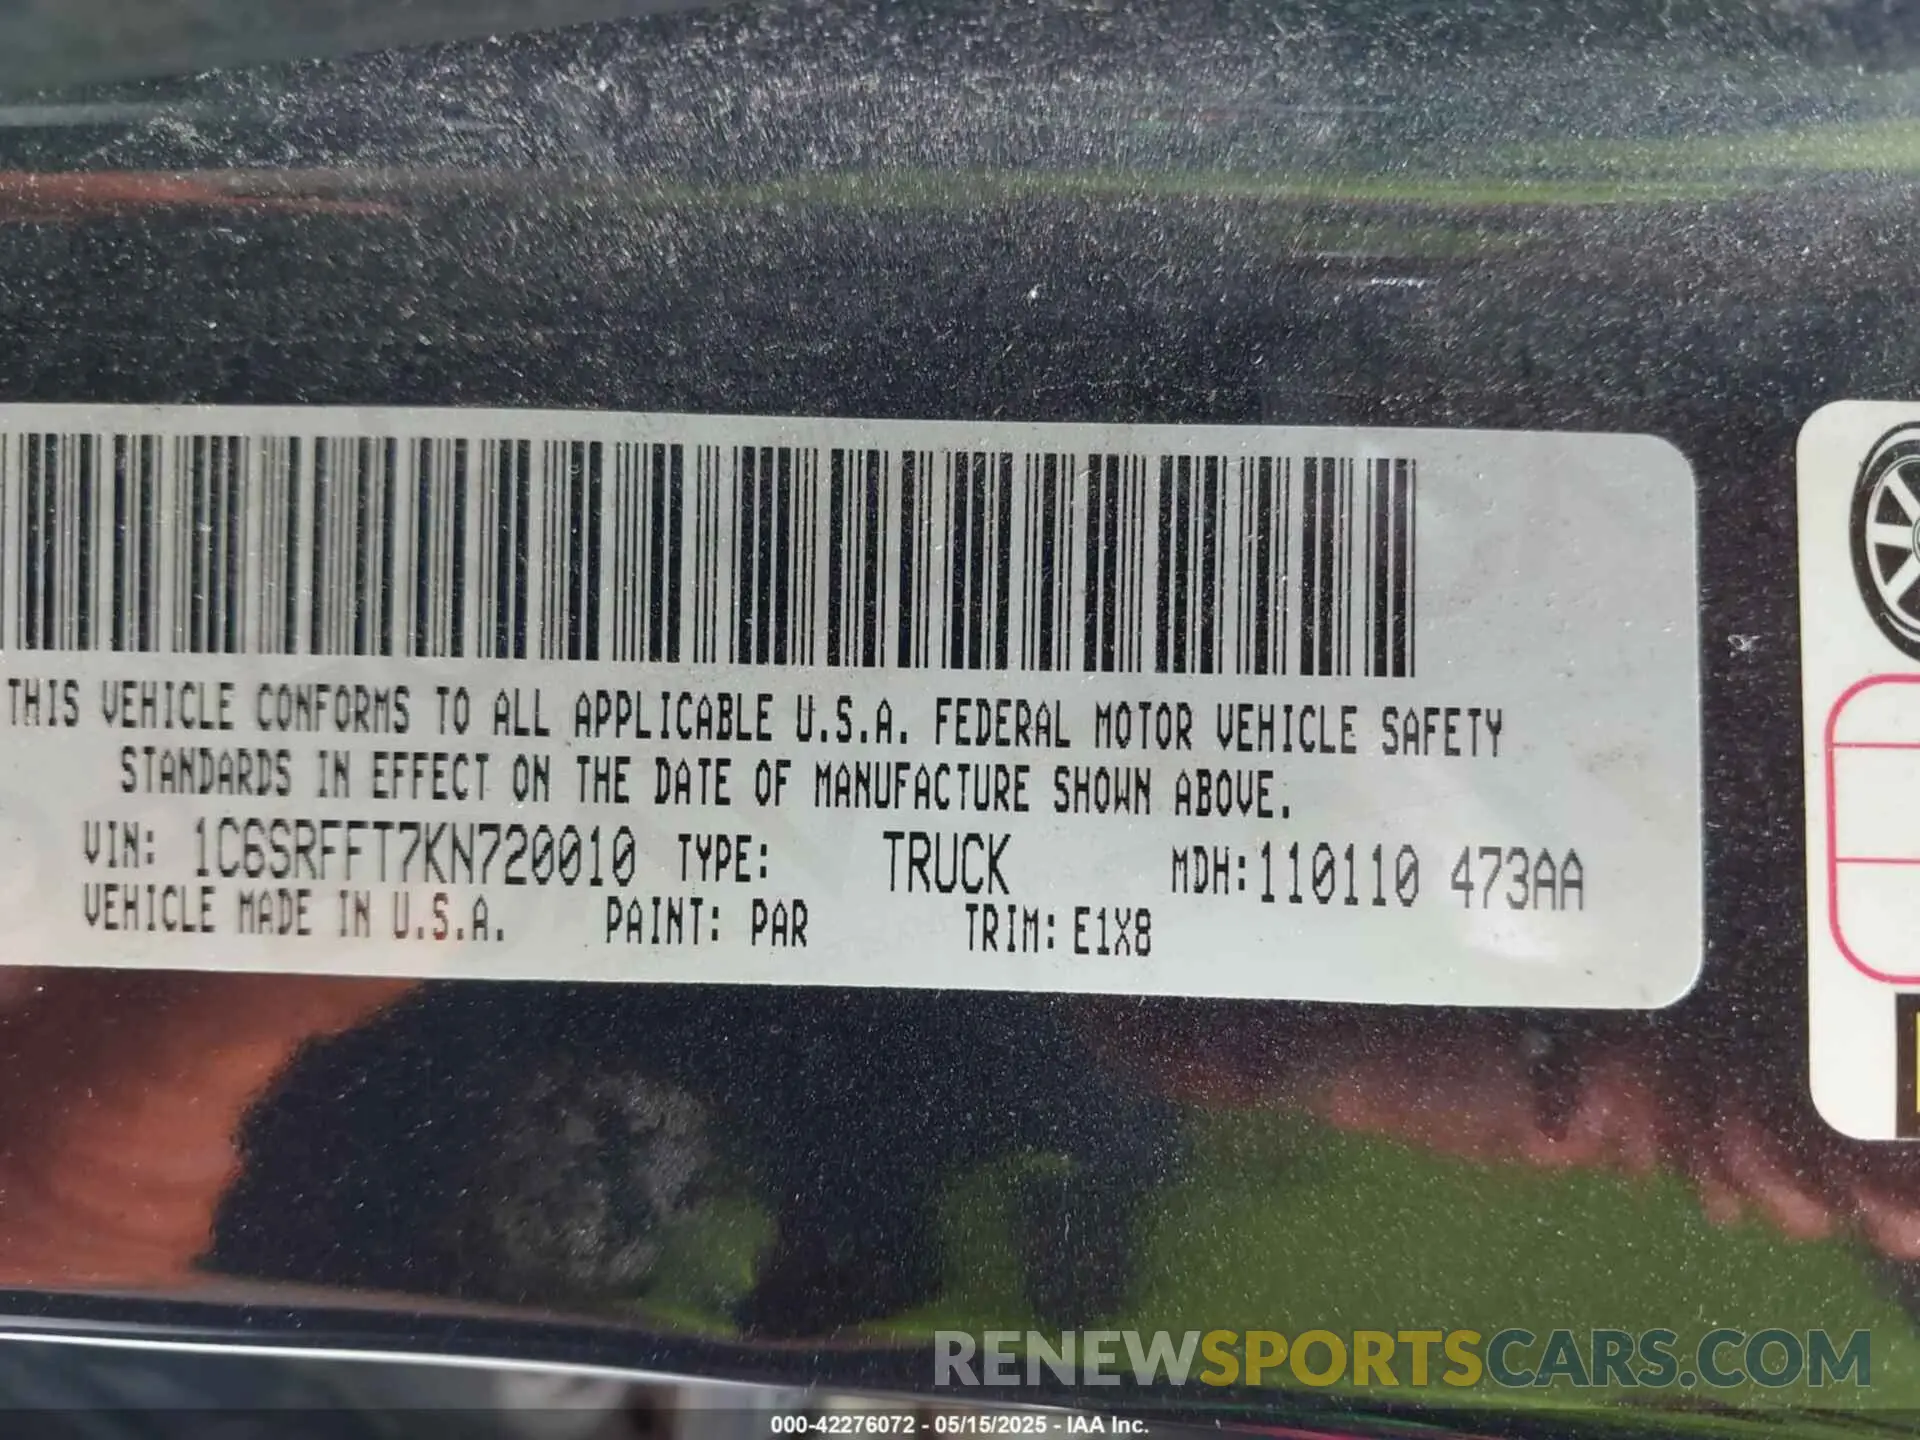 THIS VEHICLE CONFORMS TO ALL APPLICABLE U.S.A. FEDERAL MOTOR VEHICLE SAFETY
STANDARDS IN EFFECT ON THE DATE OF MANUFACTURE SHOWN ABOVE.
VIN: 1C6SRFFT7KN720010 TYPE: TRUCK MDH: 110110 473AA
VEHICLE MADE IN U.S.A. PAINT: PAR TRIM: E1X8
RENEWSPORTSCARS.COM
000-42276072 - 05/15/2025 - IAA Inc.